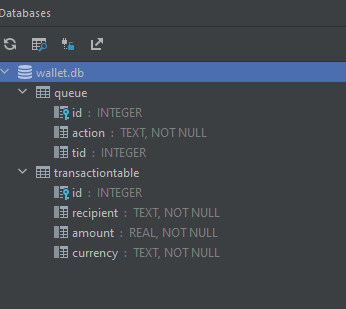 Databases
wallet.db
queue
id : INTEGER
action : TEXT, NOT NULL
tid : INTEGER
transactiontable
id : INTEGER
recipient : TEXT, NOT NULL
amount : REAL, NOT NULL
currency : TEXT, NOT NULL